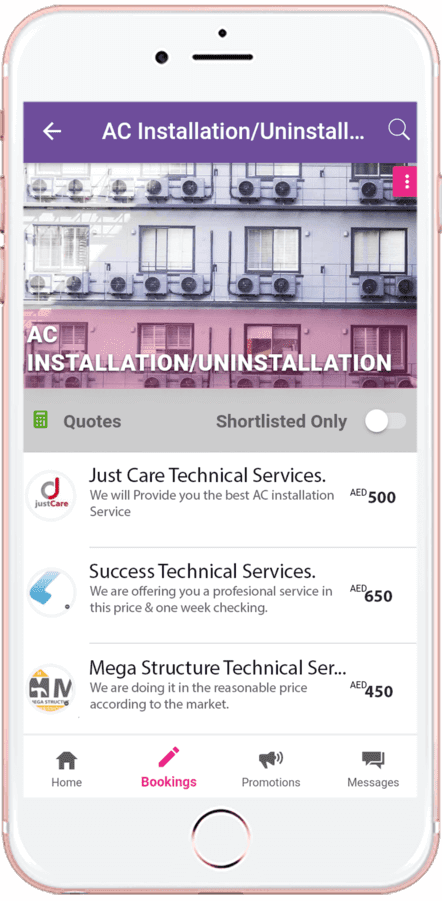 AC Installation/Uninstall...
AC
INSTALLATION/UNINSTALLATION
Quotes
Shortlisted Only
justCare
Just Care Technical Services.
We will Provide you the best AC installation
Service
AED500
Success Technical Services.
We are offering you a profesional service in
this price & one week checking.
AED650
MEGA STRUCTU
Mega Structure Technical Ser...
We are doing it in the reasonable price
according to the market.
AED450
Home
Bookings
Promotions
Messages